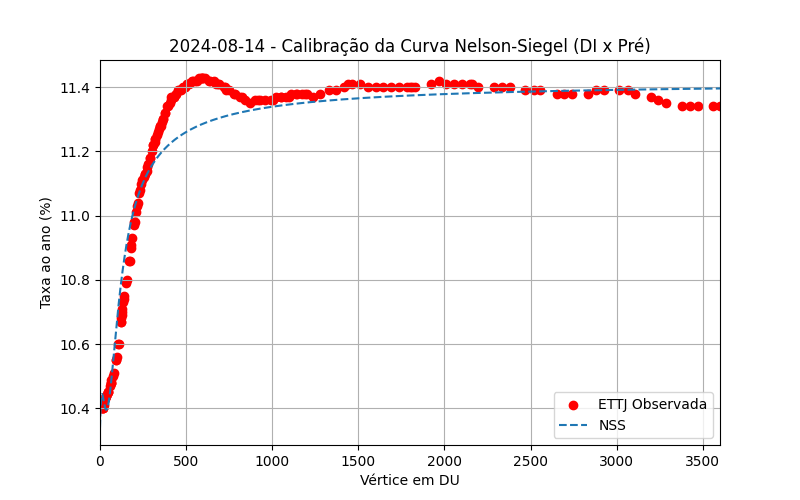 2024-08-14 - Calibração da Curva Nelson-Siegel (DI x Pré)
Taxa ao ano (%)
11.4
11.2
11.0
10.8
10.6
10.4
0 500 1000 1500 2000 2500 3000 3500
Vértice em DU
ETTJ Observada
NSS